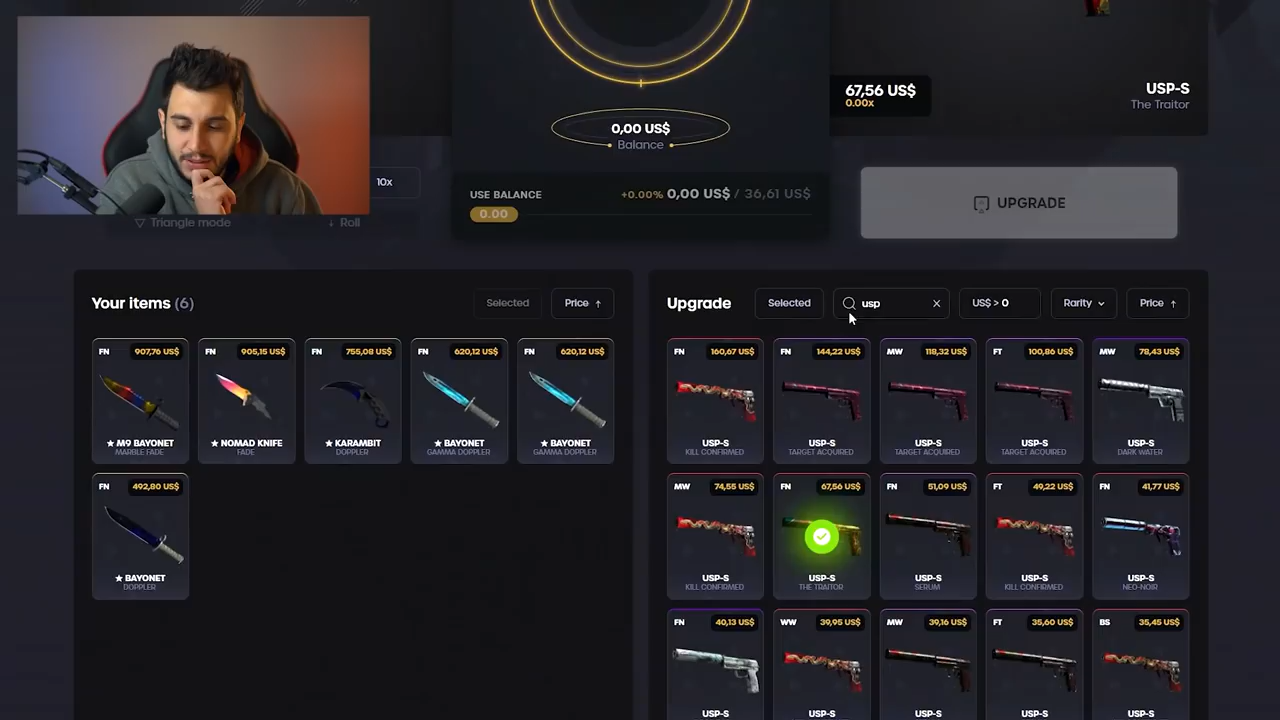 67,56 US$
0.00x
USP-S
The Traitor
0,00 US$
Balance
10x
Triangle mode
Roll
USE BALANCE
+0.00% 0,00 US$ / 36,61 US$
0.00
UPGRADE
Your items (6)
Selected
Price ↑
Upgrade
Selected
usp
US$ > 0
Rarity
Price ↑
FN 907,76 US$
★ M9 BAYONET
MARBLE FADE
FN 905,15 US$
★ NOMAD KNIFE
FADE
FN 755,08 US$
★ KARAMBIT
DOPPLER
FN 620,12 US$
★ BAYONET
GAMMA DOPPLER
FN 620,12 US$
★ BAYONET
GAMMA DOPPLER
FN 492,80 US$
★ BAYONET
DOPPLER
FN 160,67 US$
USP-S
KILL CONFIRMED
FN 144,22 US$
USP-S
TARGET ACQUIRED
MW 118,32 US$
USP-S
TARGET ACQUIRED
FT 100,86 US$
USP-S
TARGET ACQUIRED
MW 78,43 US$
USP-S
DARK WATER
MW 74,55 US$
USP-S
KILL CONFIRMED
FN 67,56 US$
USP-S
THE TRAITOR
FN 51,09 US$
USP-S
SERUM
FT 49,22 US$
USP-S
KILL CONFIRMED
FN 41,77 US$
USP-S
NEO-NOIR
FN 40,13 US$
USP-S
WW 39,95 US$
USP-S
MW 39,16 US$
USP-S
FT 35,60 US$
USP-S
BS 35,45 US$
USP-S